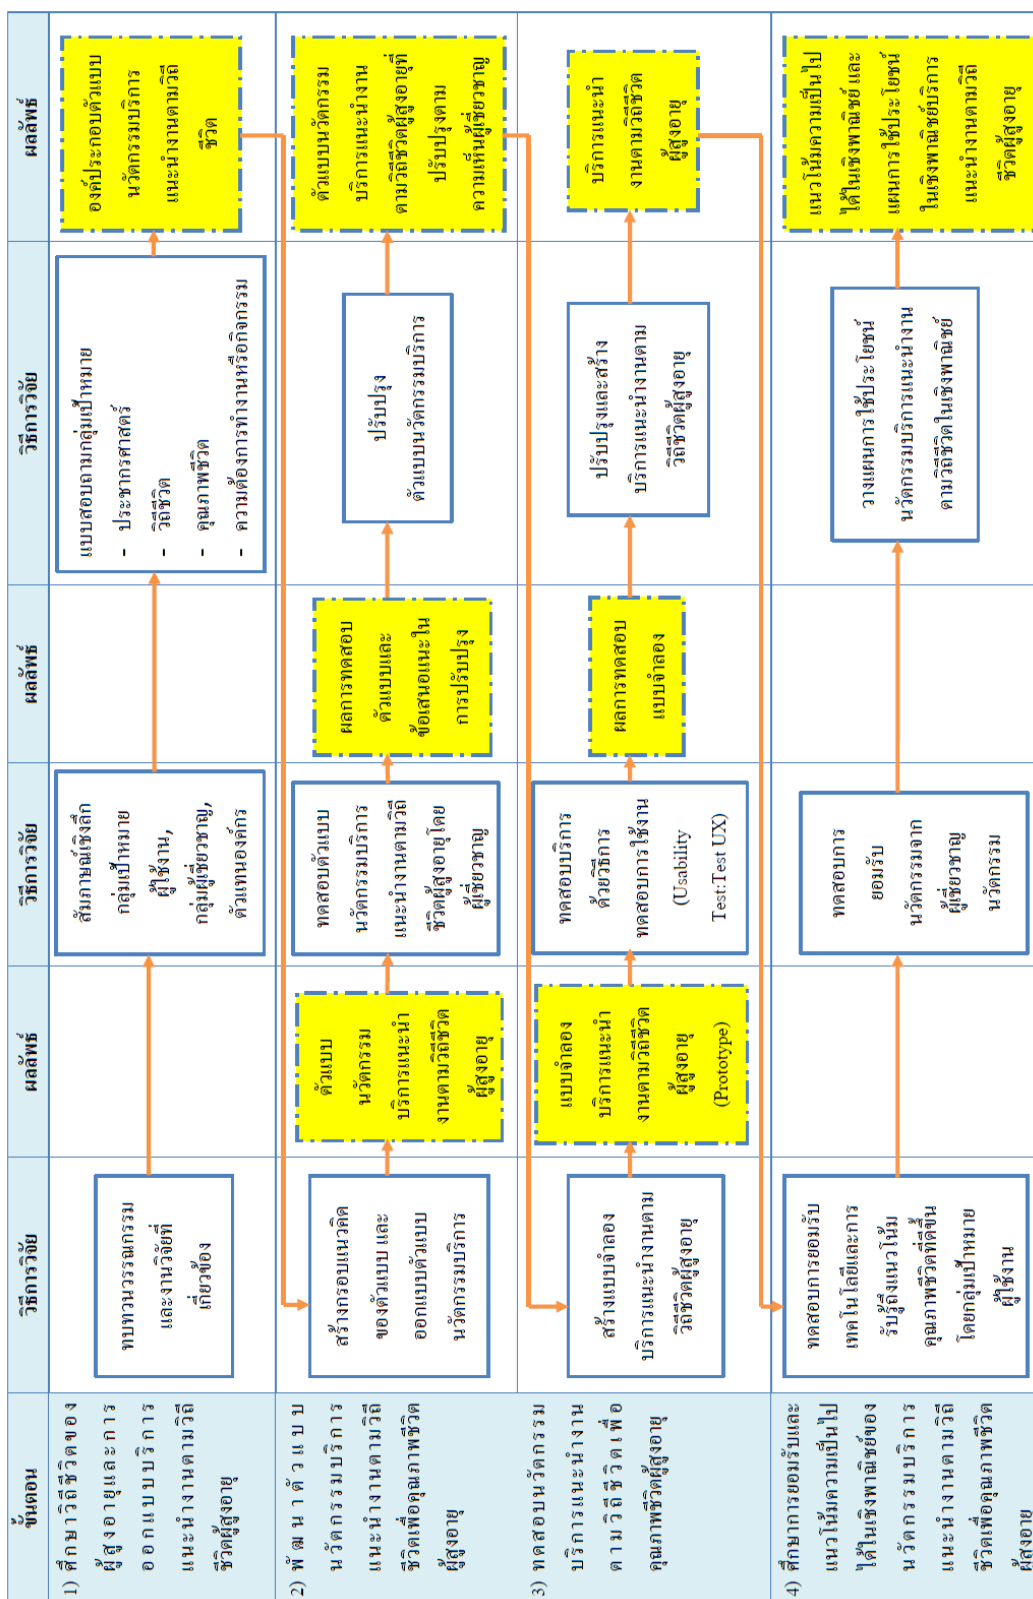 ขั้นตอน
วิธีการวิจัย
ผลลัพธ์
วิธีการวิจัย
ผลลัพธ์
วิธีการวิจัย
ผลลัพธ์
1) ศึกษาวิถีชีวิตของ
ผู้สูงอายุและการ
ออกแบบบริการ
แนะนำงานตามวิถี
ชีวิตผู้สูงอายุ
ทบทวนวรรณกรรม
และงานวิจัยที่
เกี่ยวข้อง
สัมภาษณ์เชิงลึก
กลุ่มเป้าหมาย
ผู้ใช้งาน,
กลุ่มผู้เชี่ยวชาญ,
ตัวแทนองค์กร
แบบสอบถามกลุ่มเป้าหมาย
- ประชากรศาสตร์
- วิถีชีวิต
- คุณภาพชีวิต
- ความต้องการทำงานหรือกิจกรรม
องค์ประกอบตัวแบบ
นวัตกรรมบริการ
แนะนำงานตามวิถี
ชีวิต
2) พัฒนาตัวแบบ
นวัตกรรมบริการ
แนะนำงานตามวิถี
ชีวิตเพื่อคุณภาพชีวิต
ผู้สูงอายุ
สร้างกรอบแนวคิด
ของตัวแบบ และ
ออกแบบตัวแบบ
นวัตกรรมบริการ
ตัวแบบ
นวัตกรรม
บริการแนะนำ
งานตามวิถีชีวิต
ผู้สูงอายุ
ทดสอบตัวแบบ
นวัตกรรมบริการ
แนะนำงานตามวิถี
ชีวิตผู้สูงอายุโดย
ผู้เชี่ยวชาญ
ผลการทดสอบ
ตัวแบบและ
ข้อเสนอแนะใน
การปรับปรุง
ปรับปรุง
ตัวแบบนวัตกรรมบริการ
ตัวแบบนวัตกรรม
บริการแนะนำงาน
ตามวิถีชีวิตผู้สูงอายุที่
ปรับปรุงตาม
ความเห็นผู้เชี่ยวชาญ
3) ทดสอบนวัตกรรม
บริการแนะนำงาน
ตามวิถีชีวิตเพื่อ
คุณภาพชีวิตผู้สูงอายุ
สร้างแบบจำลอง
บริการแนะนำงานตาม
วิถีชีวิตผู้สูงอายุ
แบบจำลอง
บริการแนะนำ
งานตามวิถีชีวิต
ผู้สูงอายุ
(Prototype)
ทดสอบบริการ
ด้วยวิธีการ
ทดสอบการใช้งาน
(Usability
Test:Test UX)
ผลการทดสอบ
แบบจำลอง
ปรับปรุงและสร้าง
บริการแนะนำงานตาม
วิถีชีวิตผู้สูงอายุ
บริการแนะนำ
งานตามวิถีชีวิต
ผู้สูงอายุ
4) ศึกษาการยอมรับและ
แนวโน้มความเป็นไป
ได้ในเชิงพาณิชย์ของ
นวัตกรรมบริการ
แนะนำงานตามวิถี
ชีวิตเพื่อคุณภาพชีวิต
ผู้สูงอายุ
ทดสอบการยอมรับ
เทคโนโลยีและการ
รับรู้ถึงแนวโน้ม
คุณภาพชีวิตที่ดีขึ้น
โดยกลุ่มเป้าหมาย
ผู้ใช้งาน
ทดสอบการ
ยอมรับ
นวัตกรรมจาก
ผู้เชี่ยวชาญ
นวัตกรรม
วางแผนการใช้ประโยชน์
นวัตกรรมบริการแนะนำงาน
ตามวิถีชีวิตในเชิงพาณิชย์
แนวโน้มความเป็นไป
ได้ในเชิงพาณิชย์ และ
แผนการใช้ประโยชน์
ในเชิงพาณิชย์บริการ
แนะนำงานตามวิถี
ชีวิตผู้สูงอายุ